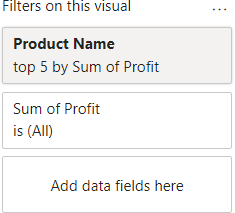 Filters on this visual ...
Product Name
top 5 by Sum of Profit
Sum of Profit
is (All)
Add data fields here